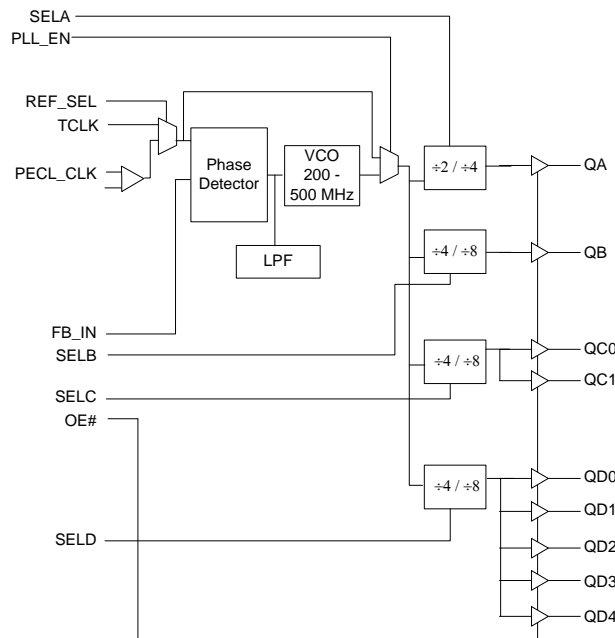 SELA
PLL_EN
REF_SEL
TCLK
PECL_CLK
Phase
Detector
VCO
200 -
500 MHz
LPF
÷2 / ÷4
QA
÷4 / ÷8
QB
FB_IN
SELB
÷4 / ÷8
QC0
QC1
SELC
OE#
÷4 / ÷8
QD0
QD1
QD2
QD3
QD4
SELD